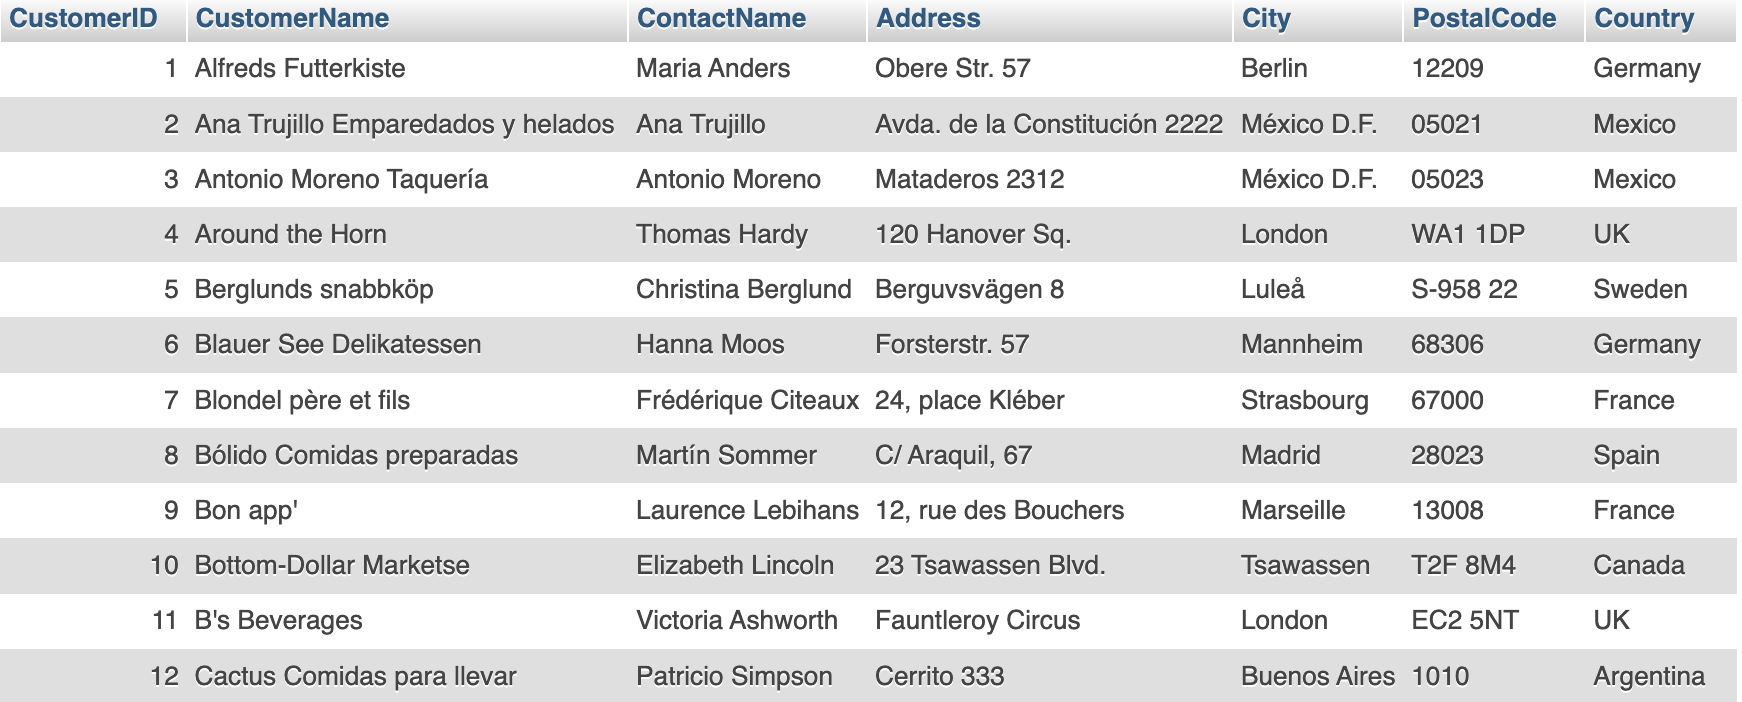 CustomerID CustomerName ContactName Address City PostalCode Country
1 Alfreds Futterkiste Maria Anders Obere Str. 57 Berlin 12209 Germany
2 Ana Trujillo Emparedados y helados Ana Trujillo Avda. de la Constitución 2222 México D.F. 05021 Mexico
3 Antonio Moreno Taquería Antonio Moreno Mataderos 2312 México D.F. 05023 Mexico
4 Around the Horn Thomas Hardy 120 Hanover Sq. London WA1 1DP UK
5 Berglunds snabbköp Christina Berglund Berguvsvägen 8 Luleå S-958 22 Sweden
6 Blauer See Delikatessen Hanna Moos Forsterstr. 57 Mannheim 68306 Germany
7 Blondel père et fils Frédérique Citeaux 24, place Kléber Strasbourg 67000 France
8 Bólido Comidas preparadas Martín Sommer C/ Araquil, 67 Madrid 28023 Spain
9 Bon app' Laurence Lebihans 12, rue des Bouchers Marseille 13008 France
10 Bottom-Dollar Marketse Elizabeth Lincoln 23 Tsawassen Blvd. Tsawassen T2F 8M4 Canada
11 B's Beverages Victoria Ashworth Fauntleroy Circus London EC2 5NT UK
12 Cactus Comidas para llevar Patricio Simpson Cerrito 333 Buenos Aires 1010 Argentina